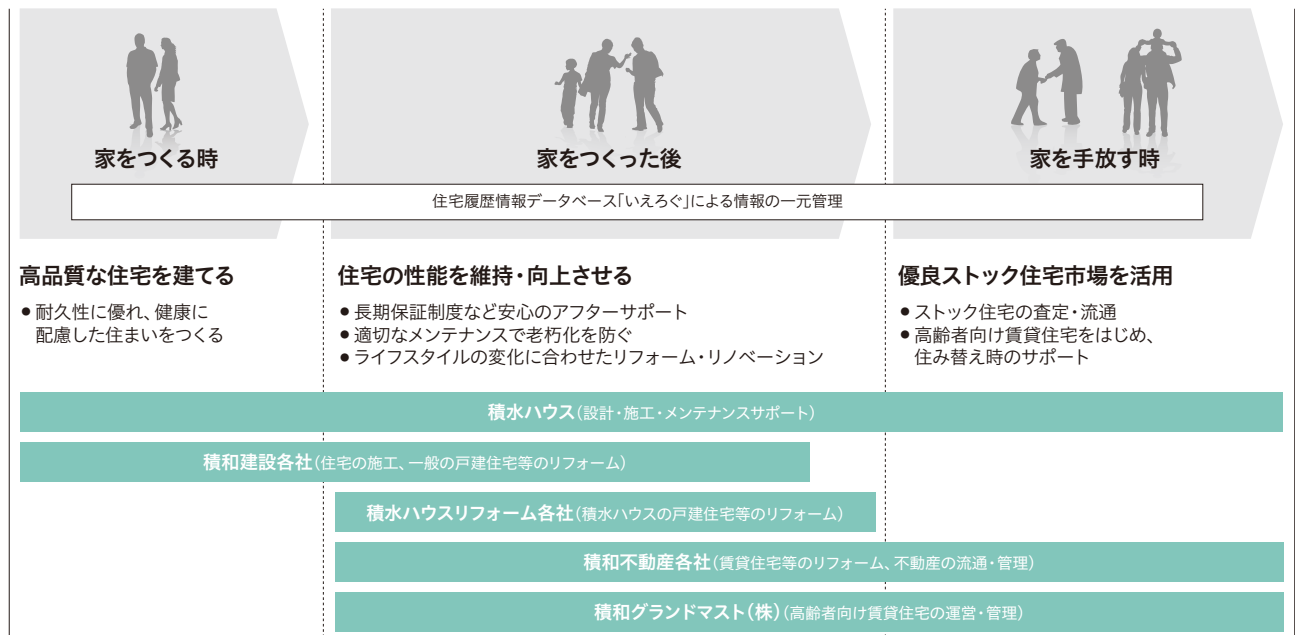 家をつくる時
家をつくった後
家を手放す時
住宅履歴情報データベース「いえろぐ」による情報の一元管理
高品質な住宅を建てる
● 耐久性に優れ、健康に
配慮した住まいをつくる
住宅の性能を維持・向上させる
● 長期保証制度など安心のアフターサポート
● 適切なメンテナンスで老朽化を防ぐ
● ライフスタイルの変化に合わせたリフォーム・リノベーション
優良ストック住宅市場を活用
● ストック住宅の査定・流通
● 高齢者向け賃貸住宅をはじめ、
住み替え時のサポート
積水ハウス（設計・施工・メンテナンスサポート）
積和建設各社（住宅の施工、一般の戸建住宅等のリフォーム）
積水ハウスリフォーム各社（積水ハウスの戸建住宅等のリフォーム）
積和不動産各社（賃貸住宅等のリフォーム、不動産の流通・管理）
積和グランドマスト（株）（高齢者向け賃貸住宅の運営・管理）